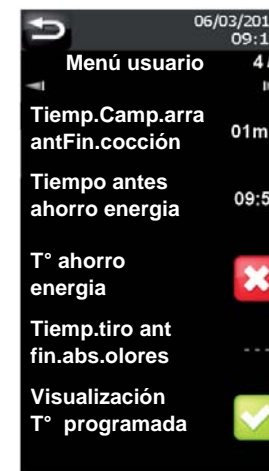 06/03/201
09:1
Menú usuario 4
Tiemp.Camp.arra
antFin.cocción
01m
Tiempo antes
ahorro energia
09:5
T° ahorro
energia
Tiemp.tiro ant
fin.abs.olores
---
Visualización
T° programada